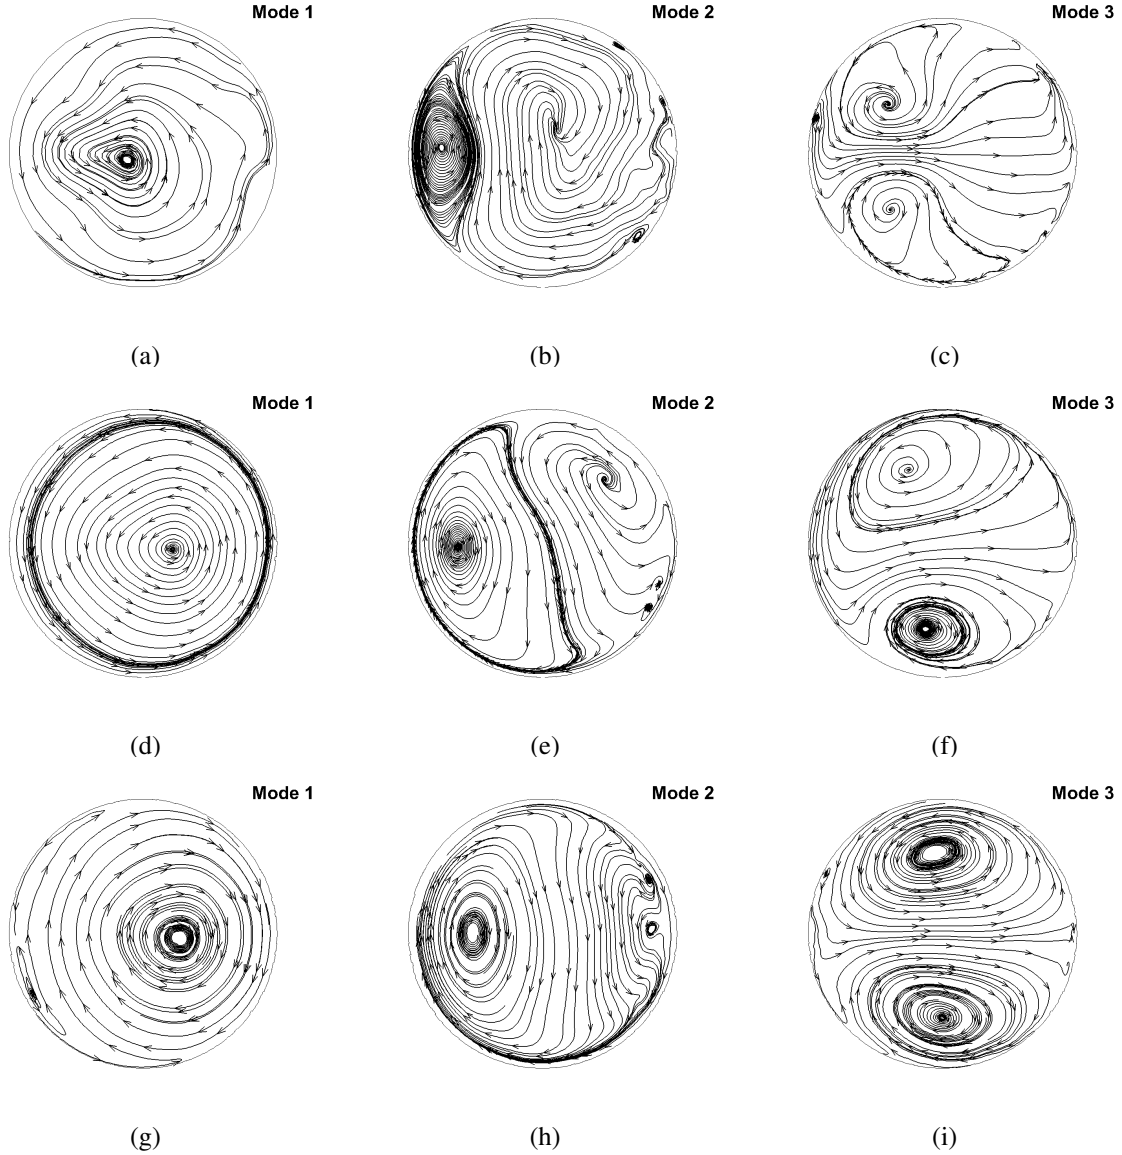 Mode 1 Mode 2 Mode 3
(a) (b) (c)
Mode 1 Mode 2 Mode 3
(d) (e) (f)
Mode 1 Mode 2 Mode 3
(g) (h) (i)